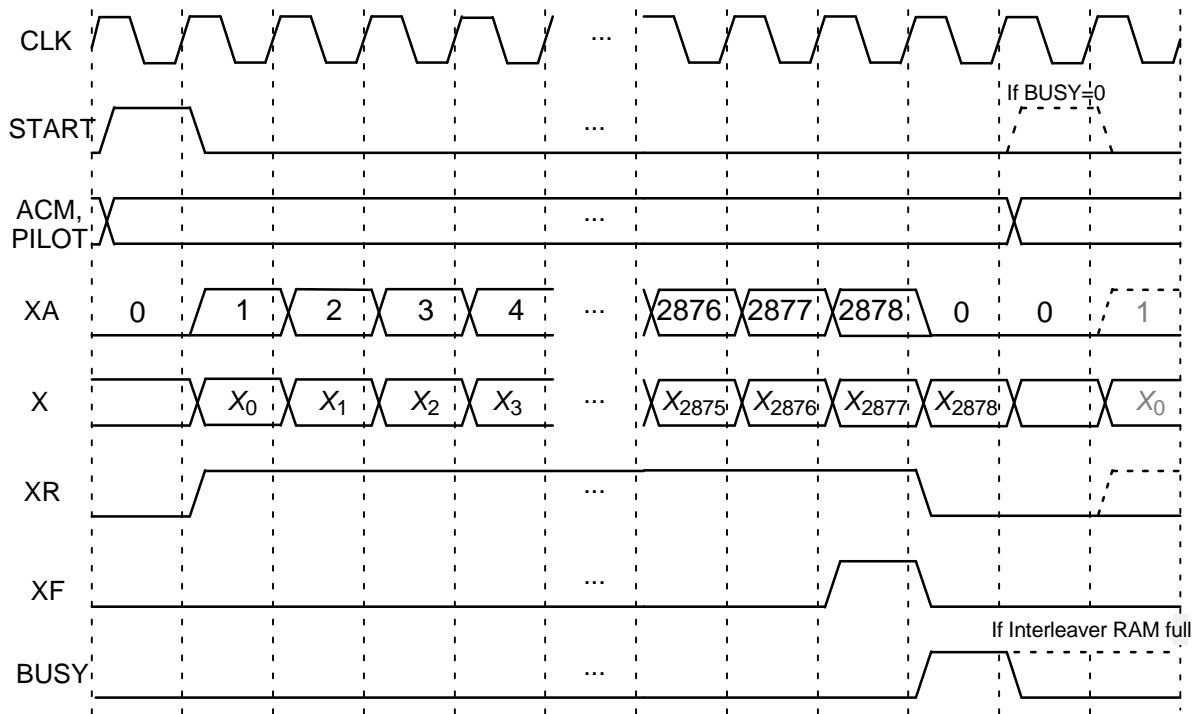 CLK ...
If BUSY=0
START ...
ACM,
PILOT ...
XA 0 1 2 3 4 ... 2876 2877 2878 0 0 1
X X0 X1 X2 X3 ... X2875 X2876 X2877 X2878 X0
XR ...
XF ...
If Interleaver RAM full
BUSY ...